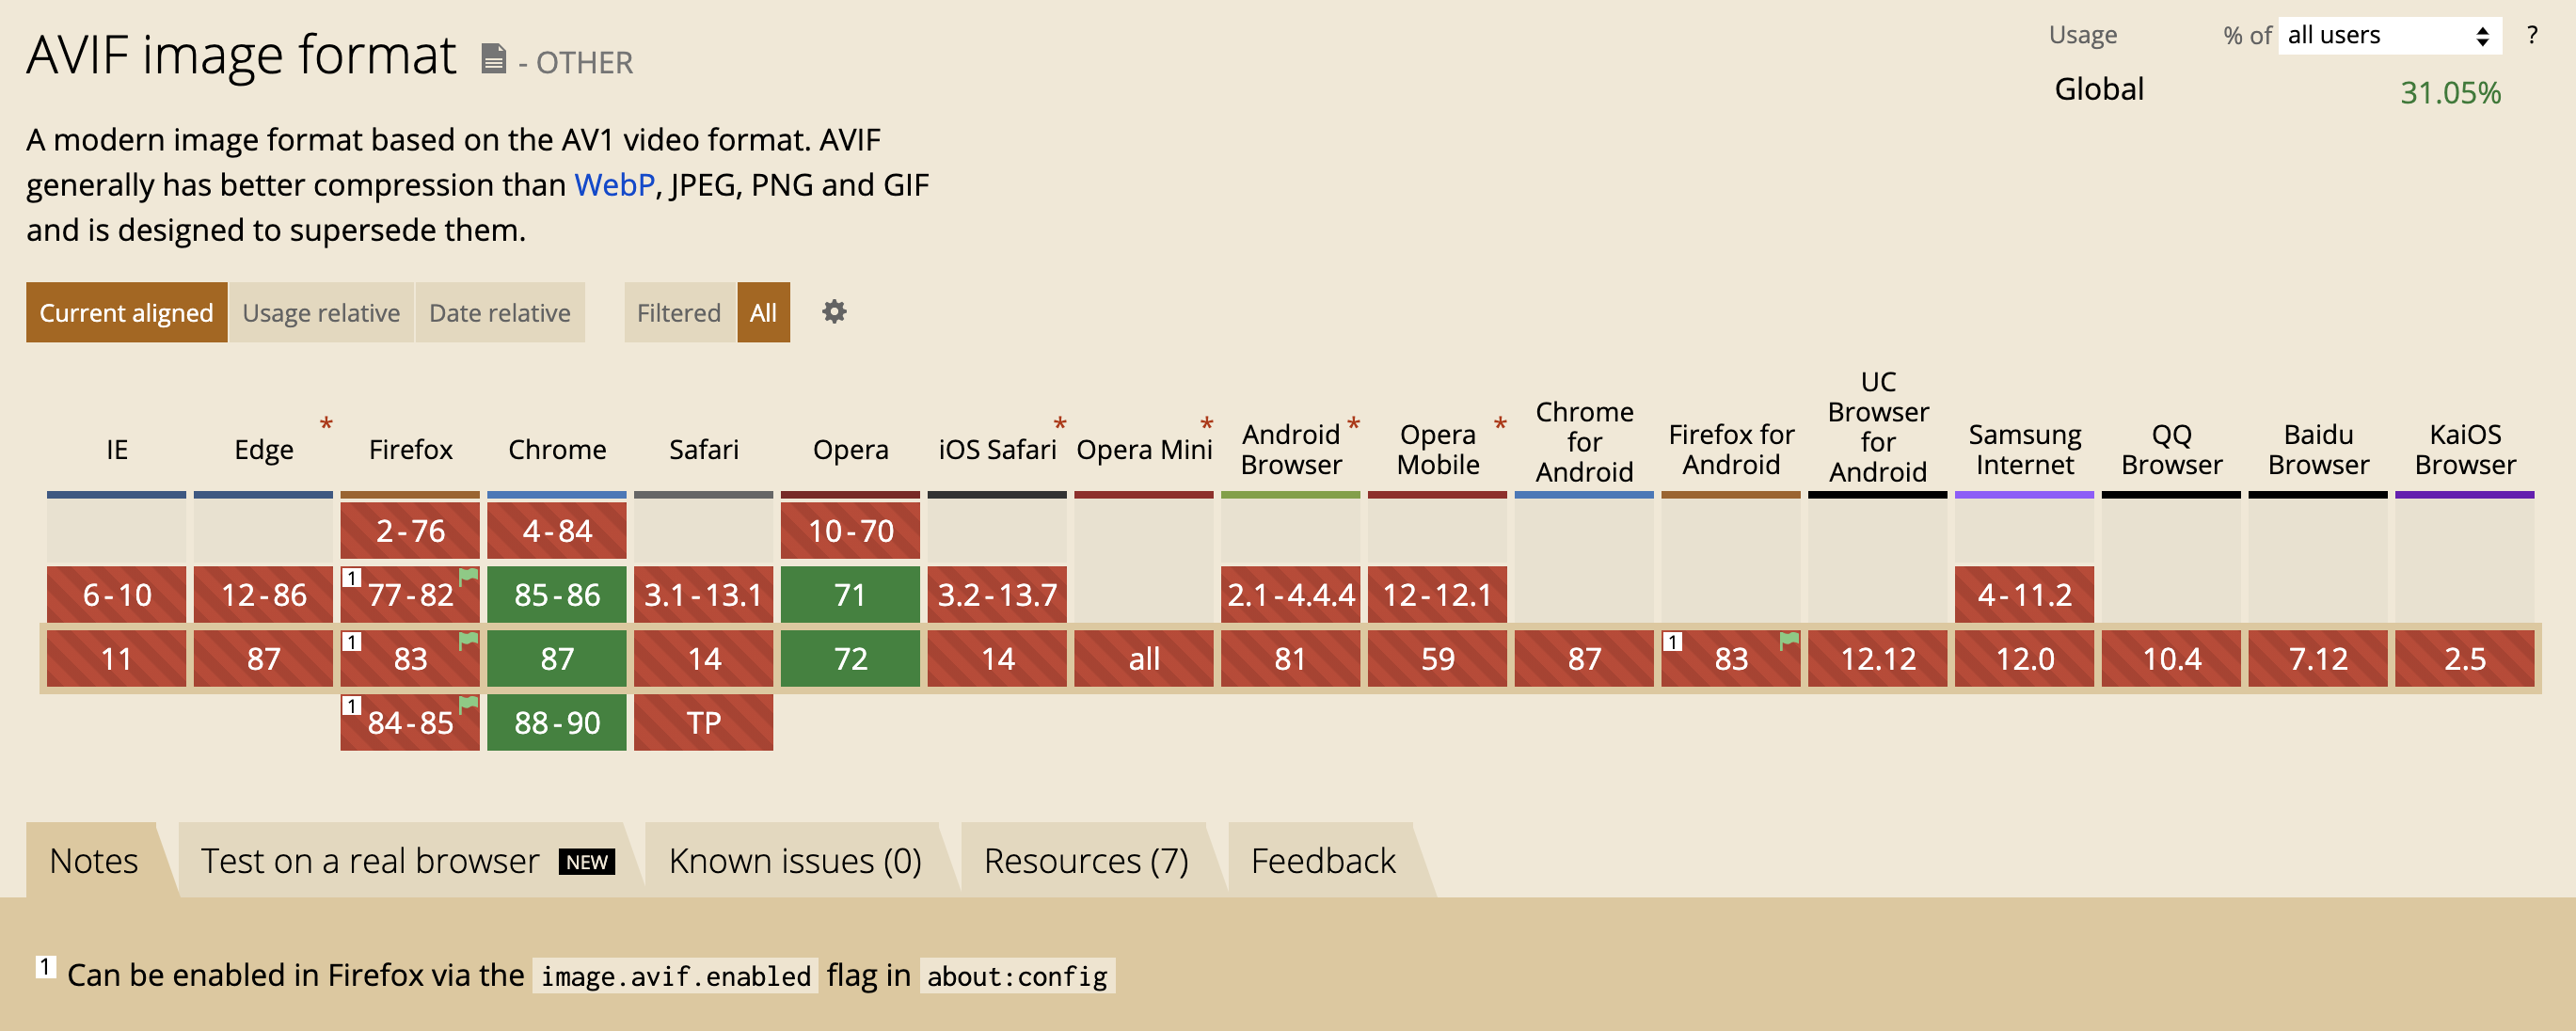 AVIF image format - OTHER
Usage % of all users ?
Global 31.05%
A modern image format based on the AV1 video format. AVIF
generally has better compression than WebP, JPEG, PNG and GIF
and is designed to supersede them.
Current aligned Usage relative Date relative Filtered All
IE
Edge *
Firefox
Chrome
Safari
Opera
iOS Safari *
Opera Mini *
Android Browser *
Opera Mobile *
Chrome for Android
Firefox for Android
UC Browser for Android
Samsung Internet
QQ Browser
Baidu Browser
KaiOS Browser
2-76 4-84 10-70
6-10 12-86 1 77-82 85-86 3.1-13.1 71 3.2-13.7 2.1-4.4.4 12-12.1 4-11.2
11 87 1 83 87 14 72 14 all 81 59 87 1 83 12.12 12.0 10.4 7.12 2.5
1 84-85 88-90 TP
Notes Test on a real browser NEW Known issues (0) Resources (7) Feedback
1 Can be enabled in Firefox via the image.avif.enabled flag in about:config